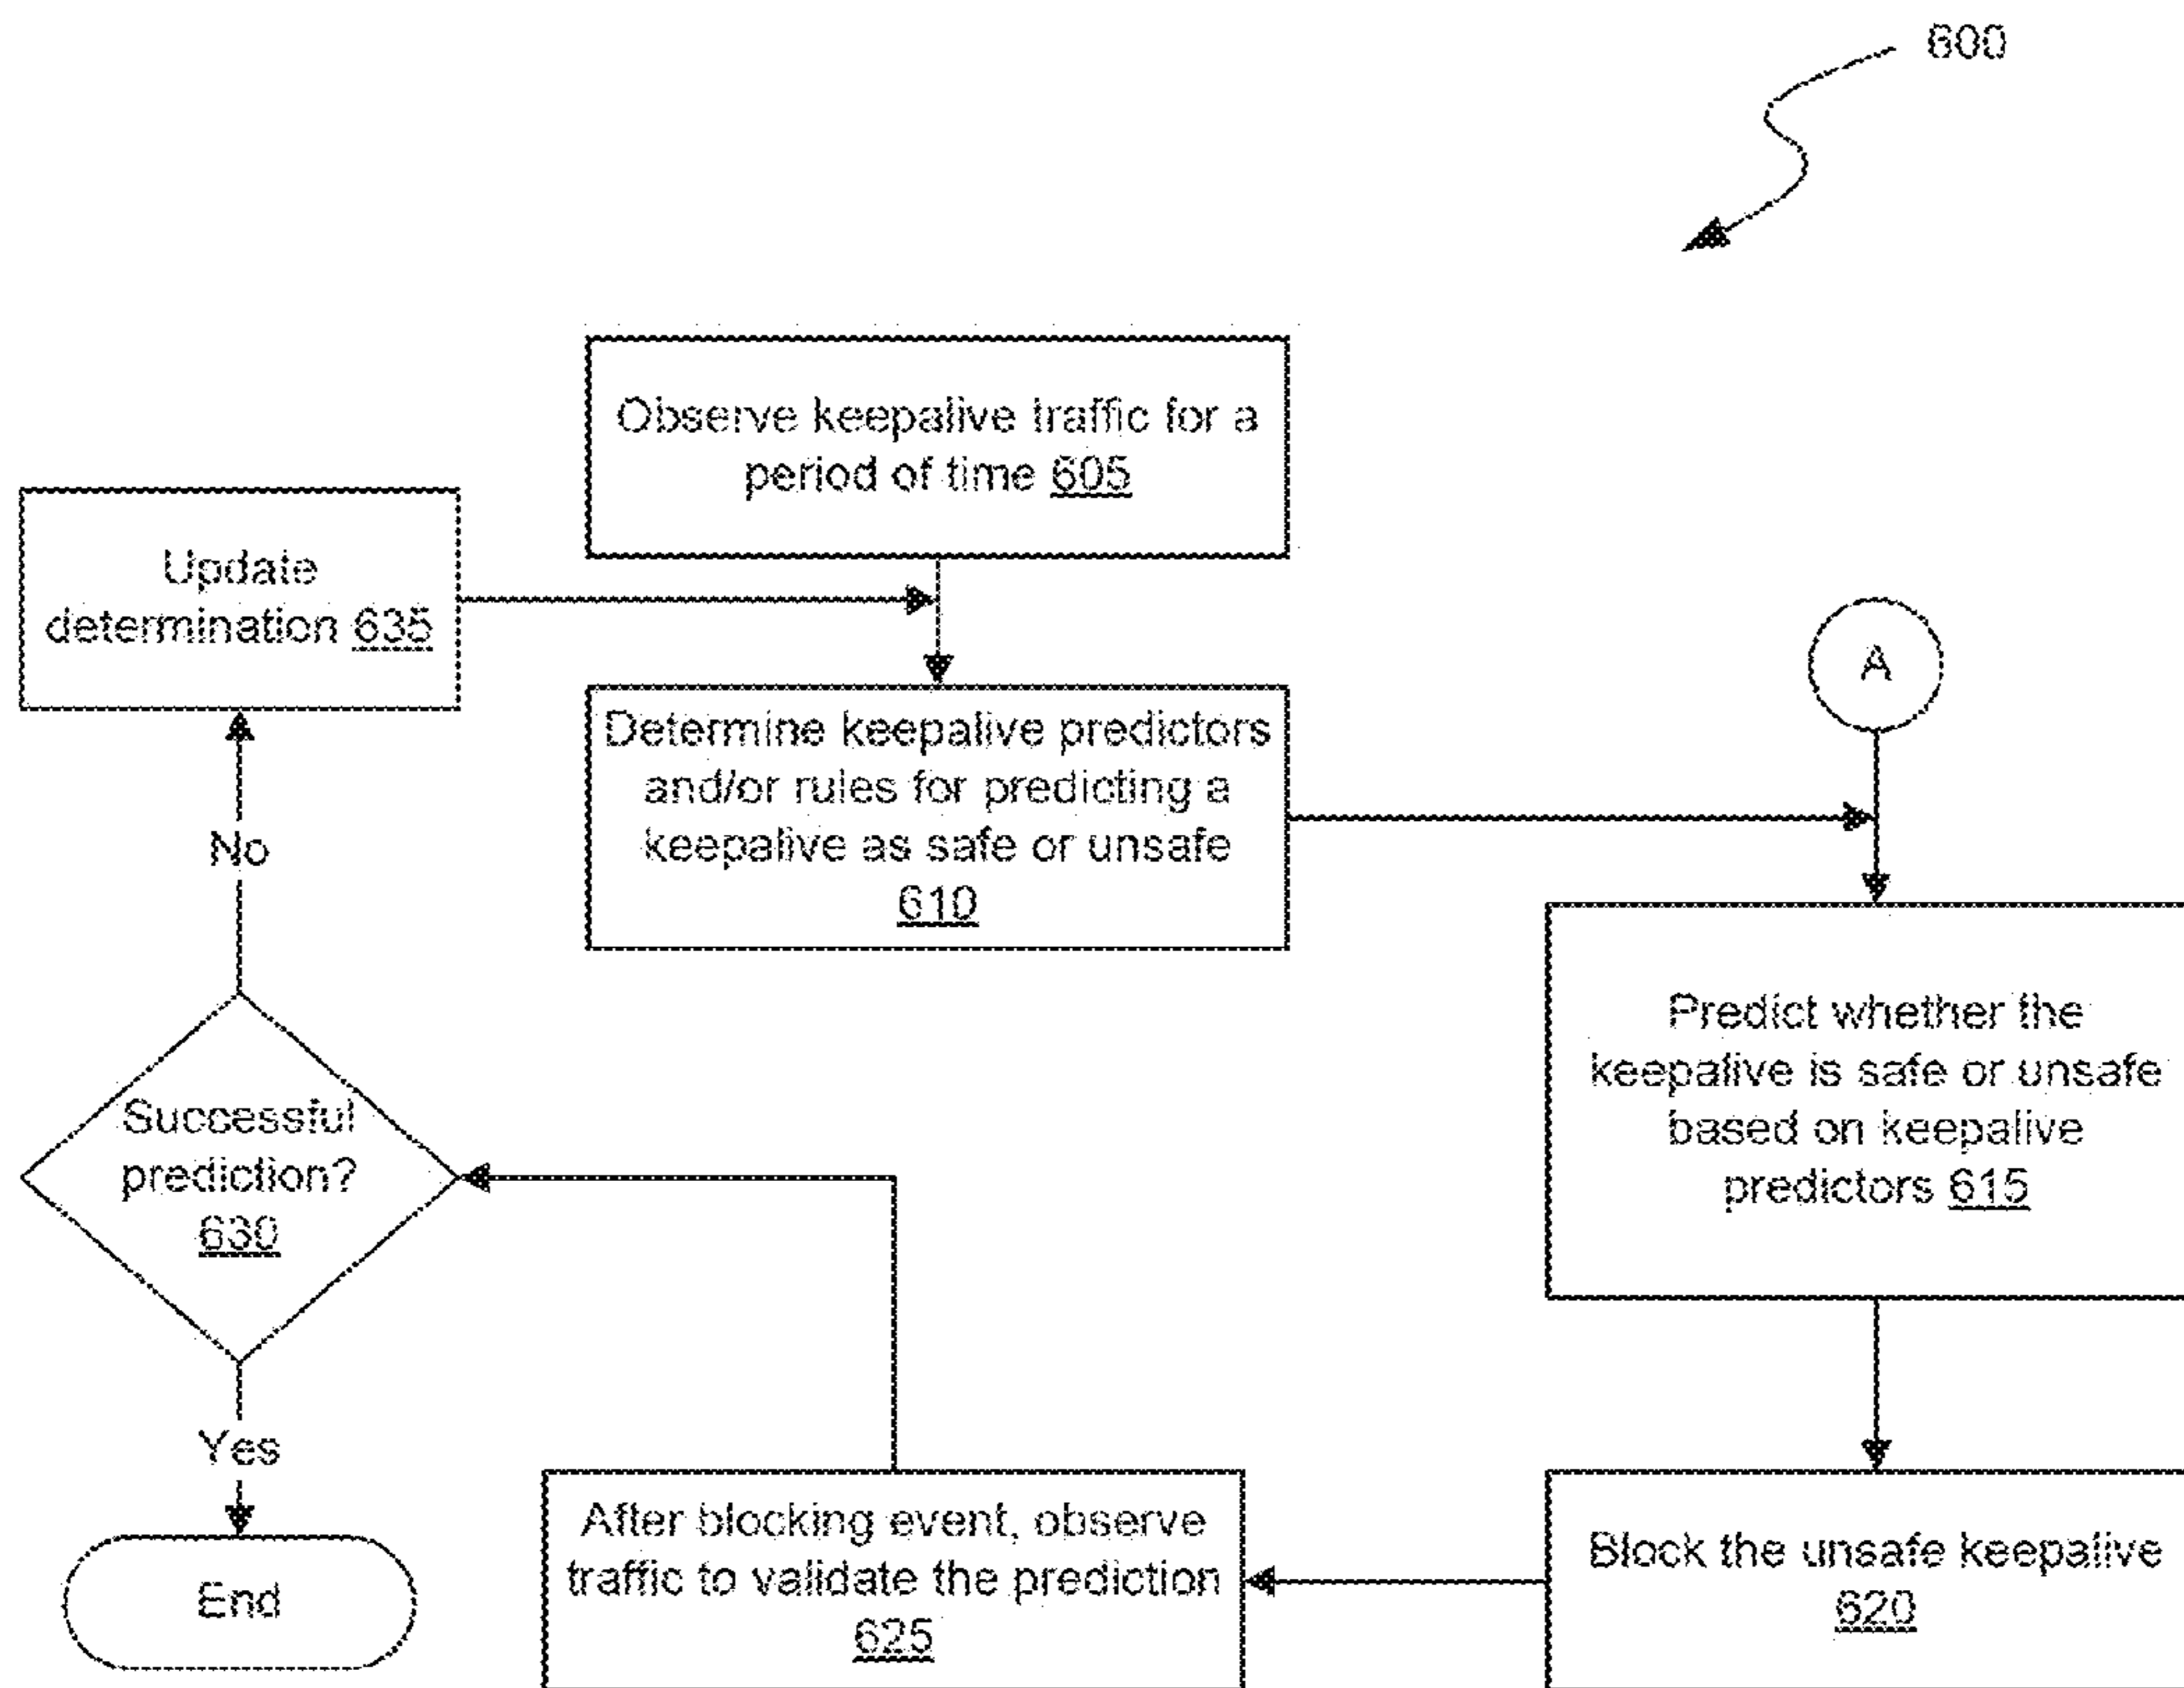 600
Observe keepalive traffic for a
period of time 605
Update
determination 635
Determine keepalive predictors
and/or rules for predicting a
keepalive as safe or unsafe
610
A
No
Predict whether the
keepalive is safe or unsafe
based on keepalive
predictors 615
Successful
prediction?
630
Yes
End
After blocking event, observe
traffic to validate the prediction
625
Block the unsafe keepalive
620